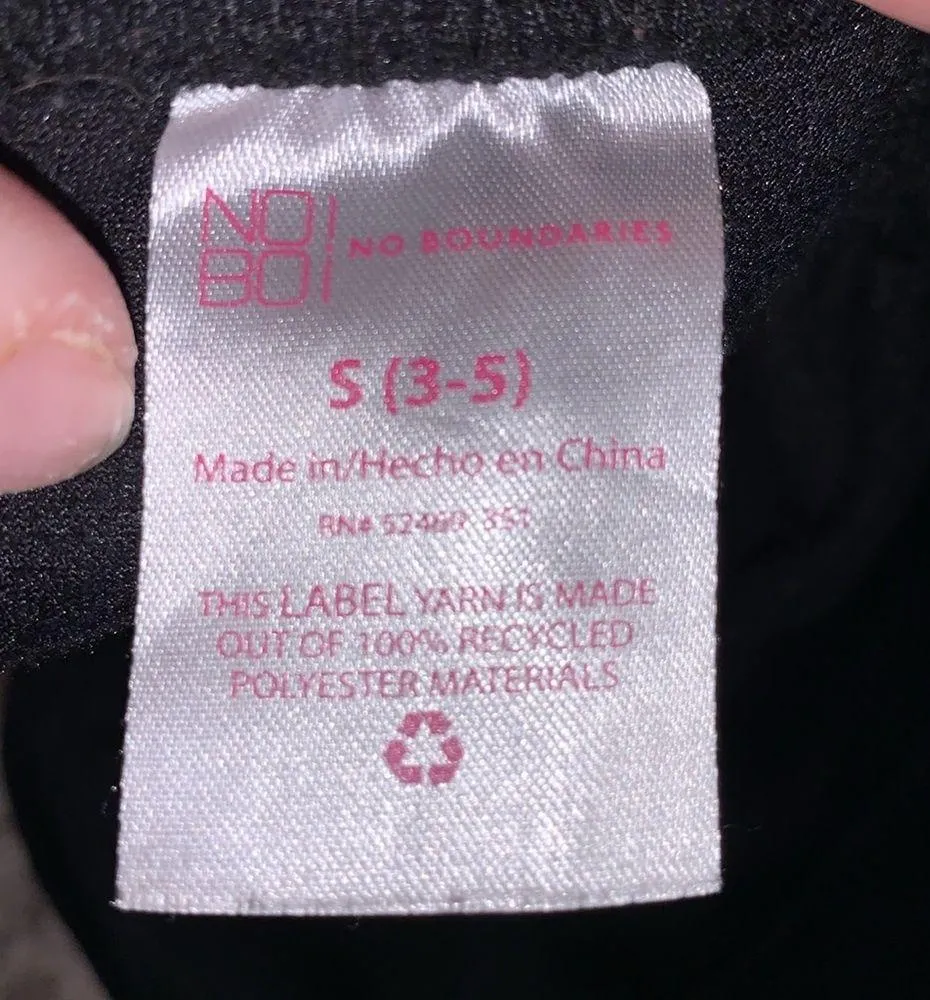 NO
BO
NO BOUNDARIES
S (3-5)
Made in/Hecho en China
RN# 351
THIS LABEL YARN IS MADE
OUT OF 100% RECYCLED
POLYESTER MATERIALS